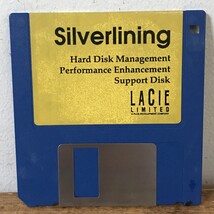 Silverlining
Hard Disk Management
Performance Enhancement
Support Disk
LACIE
LIMITED